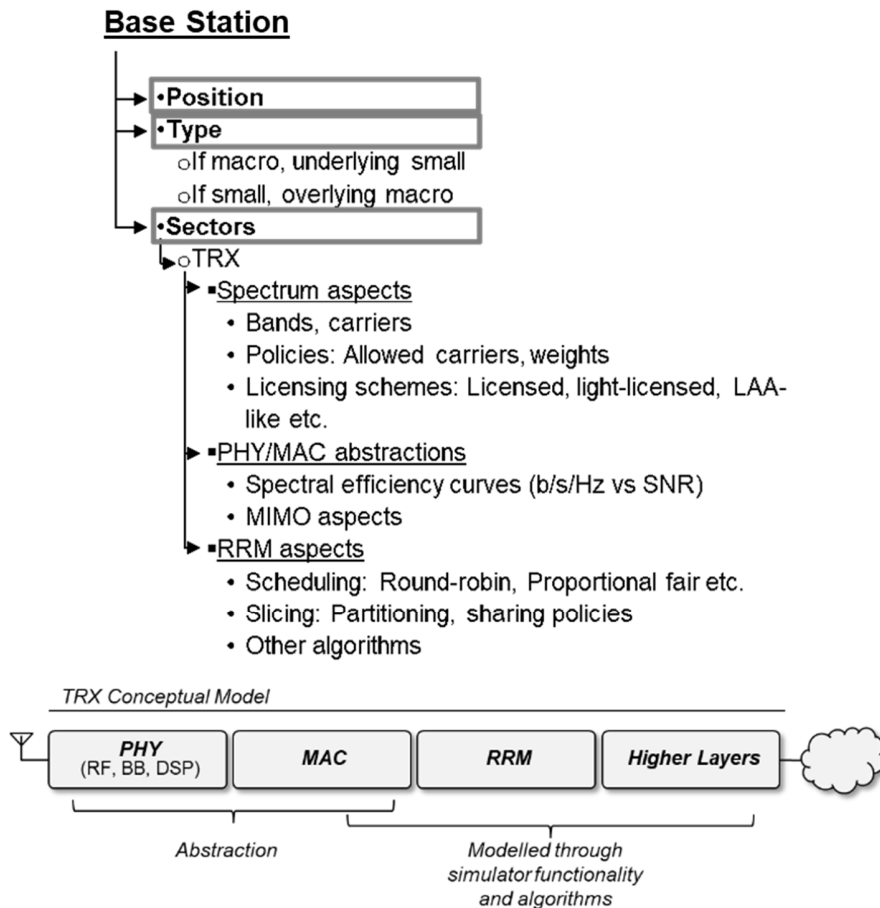 Base Station
•Position
•Type
○If macro, underlying small
○If small, overlying macro
•Sectors
○TRX
▪Spectrum aspects
• Bands, carriers
• Policies: Allowed carriers, weights
• Licensing schemes: Licensed, light-licensed, LAA-
like etc.
▪PHY/MAC abstractions
• Spectral efficiency curves (b/s/Hz vs SNR)
• MIMO aspects
▪RRM aspects
• Scheduling: Round-robin, Proportional fair etc.
• Slicing: Partitioning, sharing policies
• Other algorithms
TRX Conceptual Model
PHY
(RF, BB, DSP)
MAC
RRM
Higher Layers
Abstraction
Modelled through
simulator functionality
and algorithms